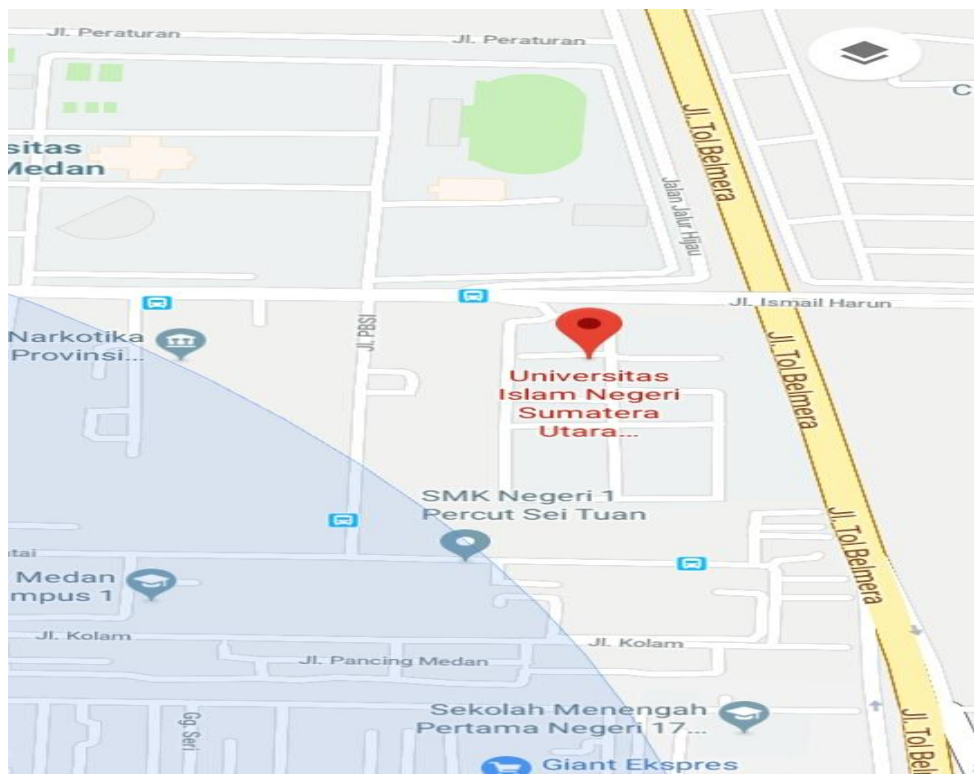 Jl. Peraturan
Jl. Peraturan
C
Jl. Tol Belmera
sitas
Medan
Jalan Jalur Hijau
Jl. Ismail Harun
Jl. PBSI
Narkotika
Provinsi...
Jl. Tol Belmera
Universitas
Islam Negeri
Sumatera
Utara...
SMK Negeri 1
Percut Sei Tuan
Jl. Tol Belmera
tai
Medan
mpus 1
Jl. Kolam
Jl. Kolam
Jl. Pancing Medan
Gg. Seri
Sekolah Menengah
Pertama Negeri 17...
Jl. Tol Bel
Giant Ekspres